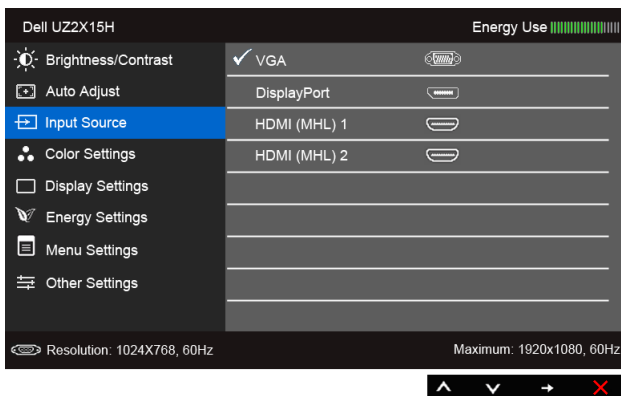 Dell UZ2X15H
Energy Use
Brightness/Contrast
Auto Adjust
Input Source
Color Settings
Display Settings
Energy Settings
Menu Settings
Other Settings
VGA
DisplayPort
HDMI (MHL) 1
HDMI (MHL) 2
Resolution: 1024X768, 60Hz
Maximum: 1920x1080, 60Hz